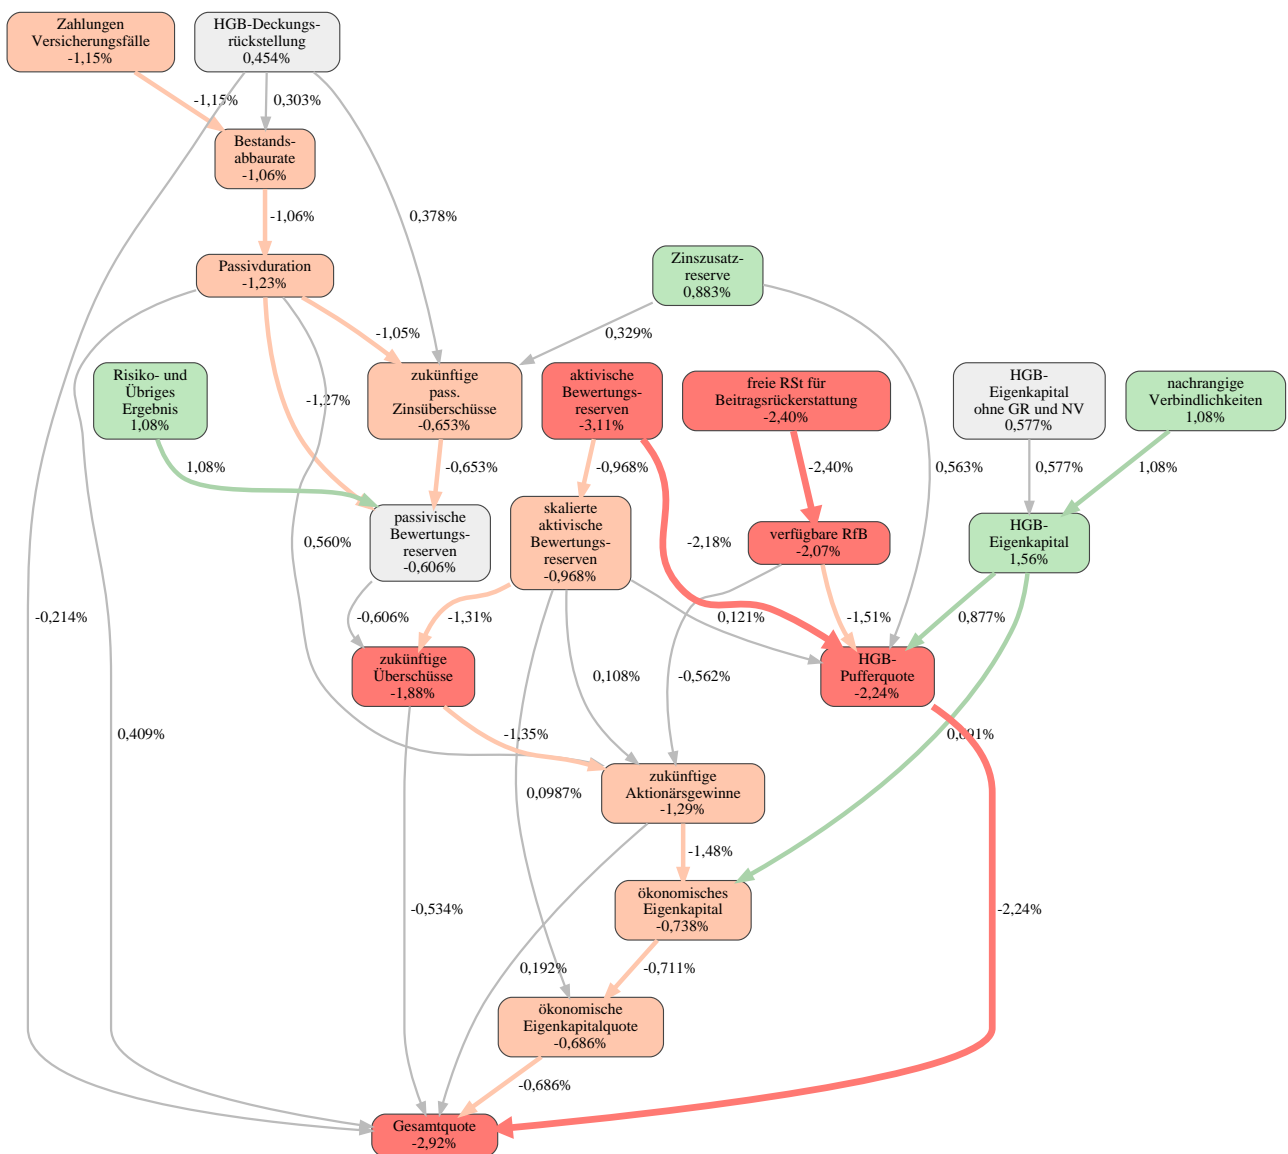 Zahlungen
Versicherungsfälle
-1,15%
HGB-Deckungs-
rückstellung
0,454%
-1,15%
0,303%
Bestands-
abbaurate
-1,06%
-1,06%
0,378%
Passivduration
-1,23%
Zinszusatz-
reserve
0,883%
-1,05%
0,329%
Risiko- und
Übriges
Ergebnis
1,08%
-1,27%
zukünftige
pass.
Zinsüberschüsse
-0,653%
aktivische
Bewertungs-
reserven
-3,11%
freie RSt für
Beitragsrückerstattung
-2,40%
HGB-
Eigenkapital
ohne GR und NV
0,577%
nachrangige
Verbindlichkeiten
1,08%
1,08%
-0,653%
-0,968%
-2,40%
0,563%
0,577%
1,08%
passivische
Bewertungs-
reserven
-0,606%
0,560%
skalierte
aktivische
Bewertungs-
reserven
-0,968%
-2,18%
verfügbare RfB
-2,07%
HGB-
Eigenkapital
1,56%
-0,214%
-0,606%
-1,31%
0,121%
-1,51%
0,877%
zukünftige
Überschüsse
-1,88%
0,108%
-0,562%
HGB-
Pufferquote
-2,24%
0,409%
-1,35%
0,691%
0,0987%
zukünftige
Aktionärsgewinne
-1,29%
-1,48%
-0,534%
ökonomisches
Eigenkapital
-0,738%
-2,24%
0,192%
-0,711%
ökonomische
Eigenkapitalquote
-0,686%
-0,686%
Gesamtquote
-2,92%